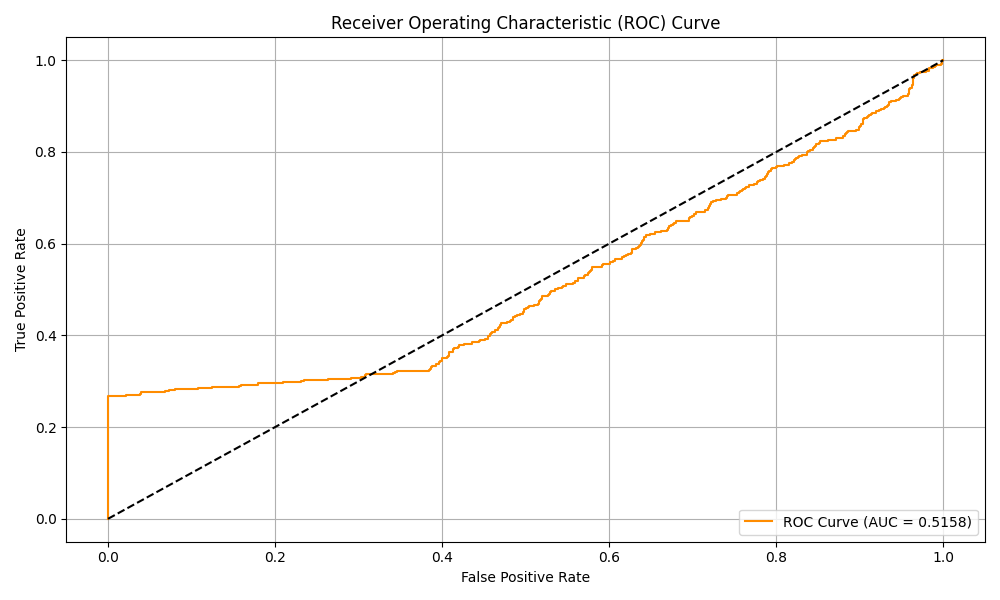 Receiver Operating Characteristic (ROC) Curve
True Positive Rate
1.0
0.8
0.6
0.4
0.2
0.0
ROC Curve (AUC = 0.5158)
0.0 0.2 0.4 0.6 0.8 1.0
False Positive Rate